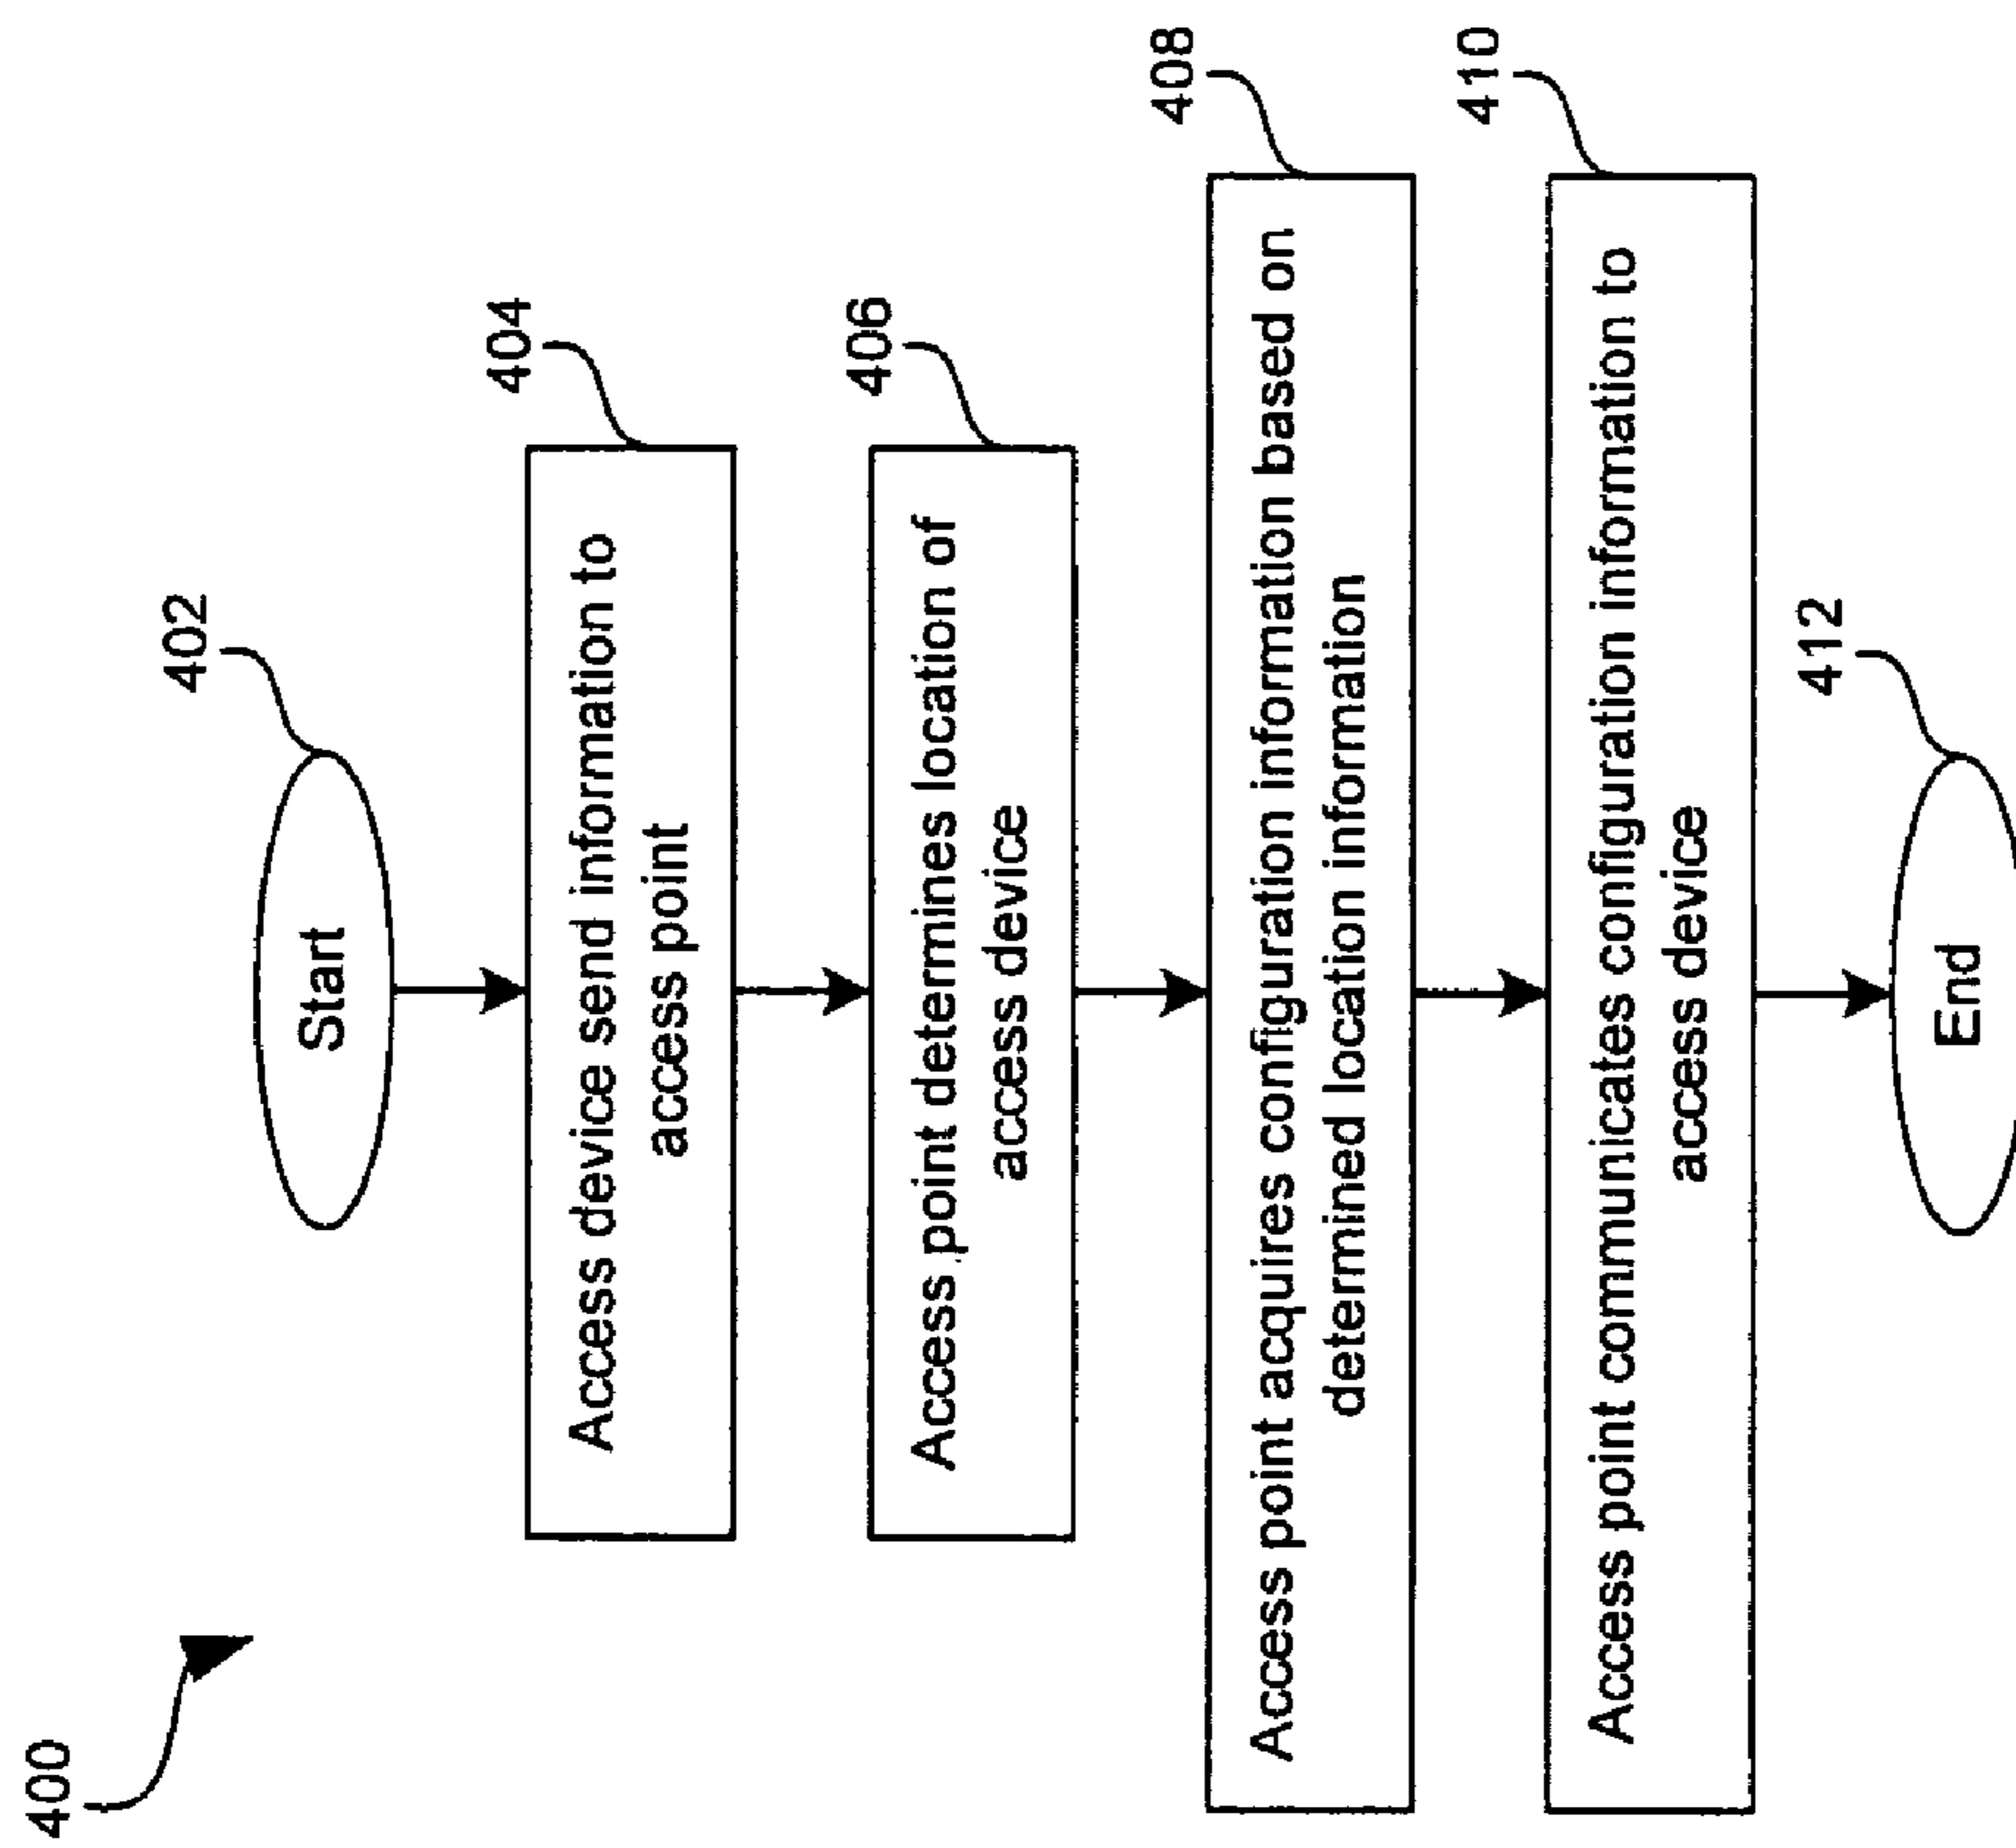 400
402
Start
404
Access device send information to
access point
406
Access point determines location of
access device
408
Access point acquires configuration information based on
determined location information
410
Access point communicates configuration information to
access device
412
End